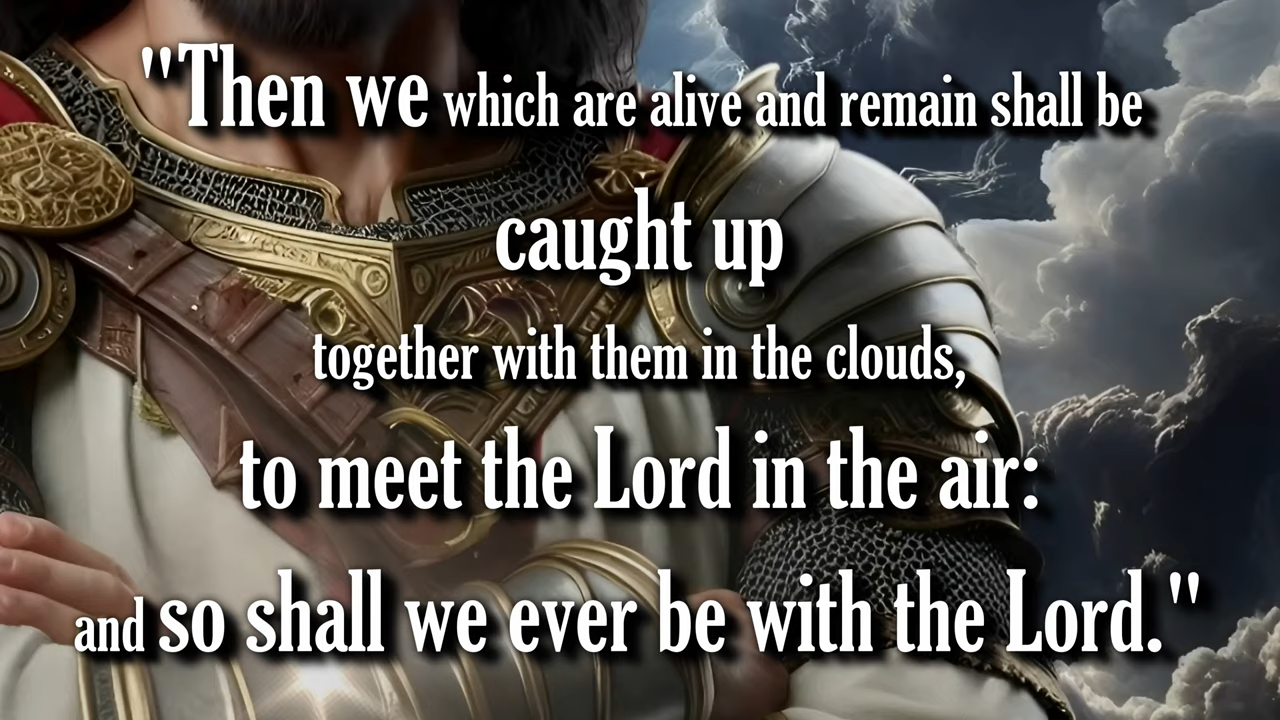 "Then we which are alive and remain shall be
caught up
together with them in the clouds,
to meet the Lord in the air:
and so shall we ever be with the Lord."